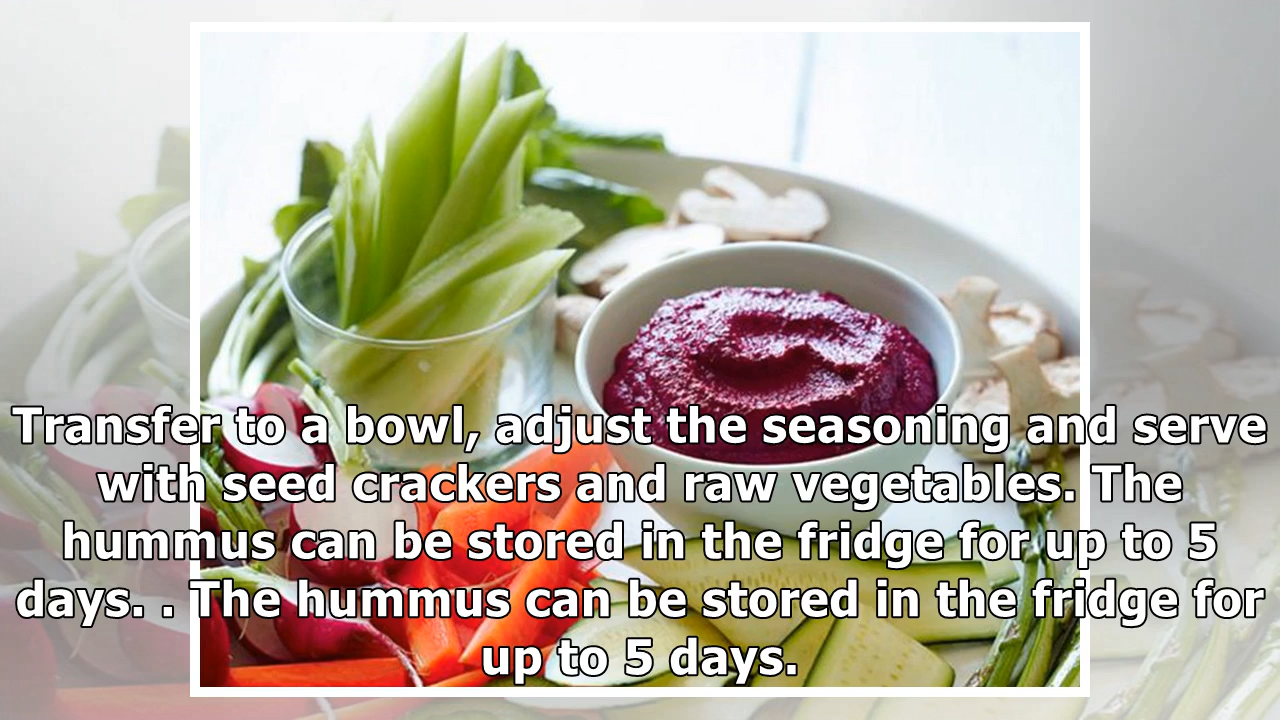 Transfer to a bowl, adjust the seasoning and serve
with seed crackers and raw vegetables. The
hummus can be stored in the fridge for up to 5
days. . The hummus can be stored in the fridge for
up to 5 days.